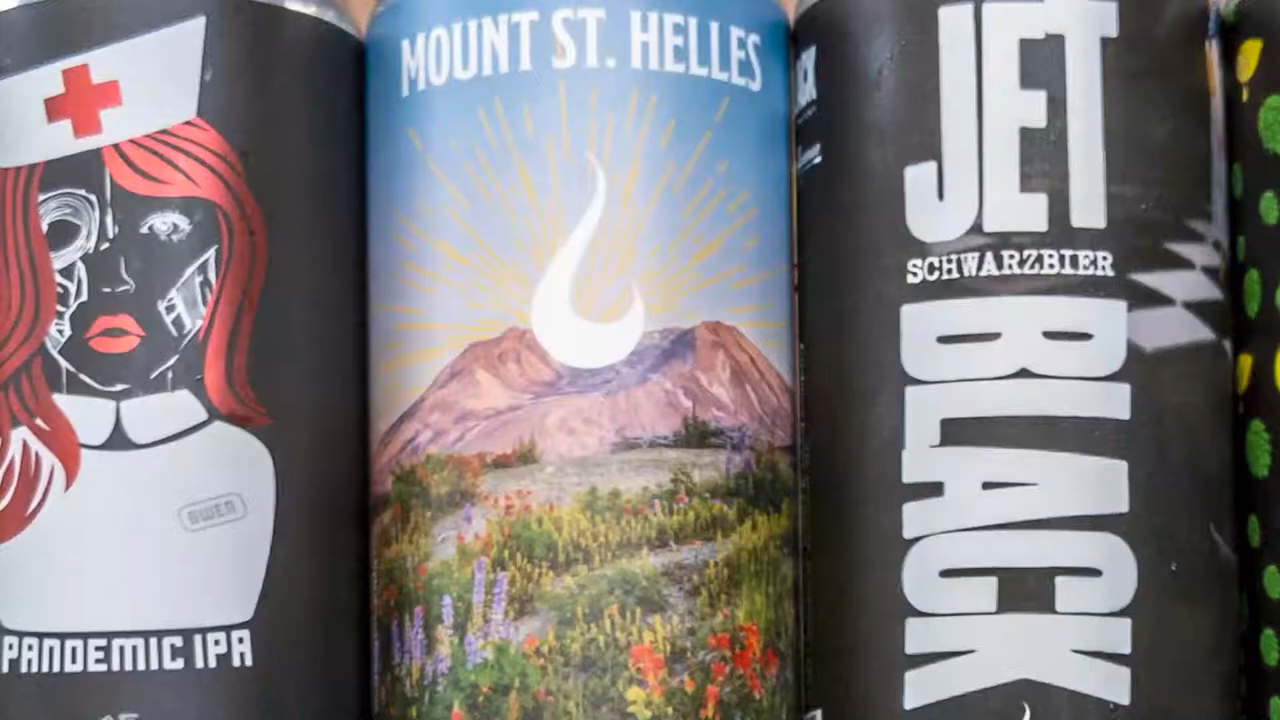 GWEN
PANDEMIC IPA
MOUNT ST. HELLES
JET
SCHWARZBIER
BLACK